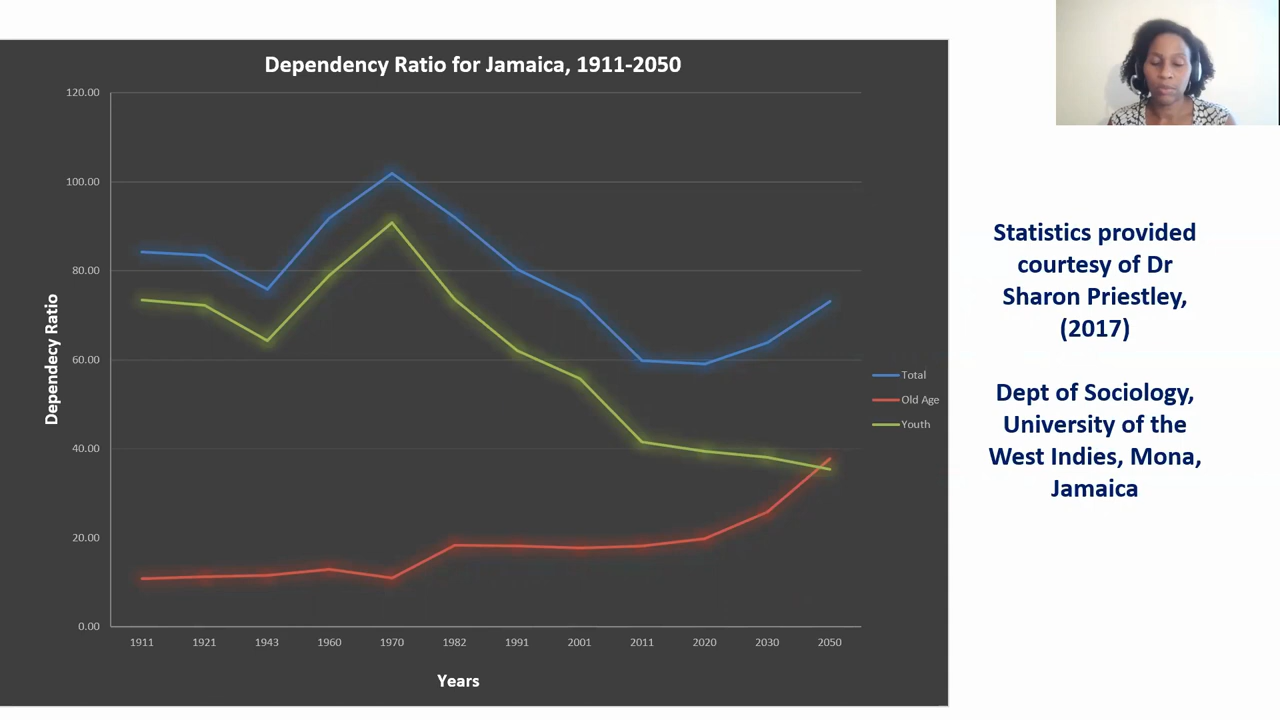 Dependency Ratio for Jamaica, 1911-2050
120.00
100.00
80.00
60.00
40.00
20.00
0.00
Dependecy Ratio
1911 1921 1943 1960 1970 1982 1991 2001 2011 2020 2030 2050
Years
Total
Old Age
Youth
Statistics provided
courtesy of Dr
Sharon Priestley,
(2017)
Dept of Sociology,
University of the
West Indies, Mona,
Jamaica